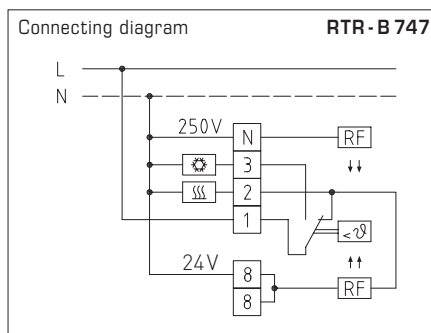 Connecting diagram RTR-B 747
L
N
250V N RF
3
2
1 <ϑ
24V 8
8 RF